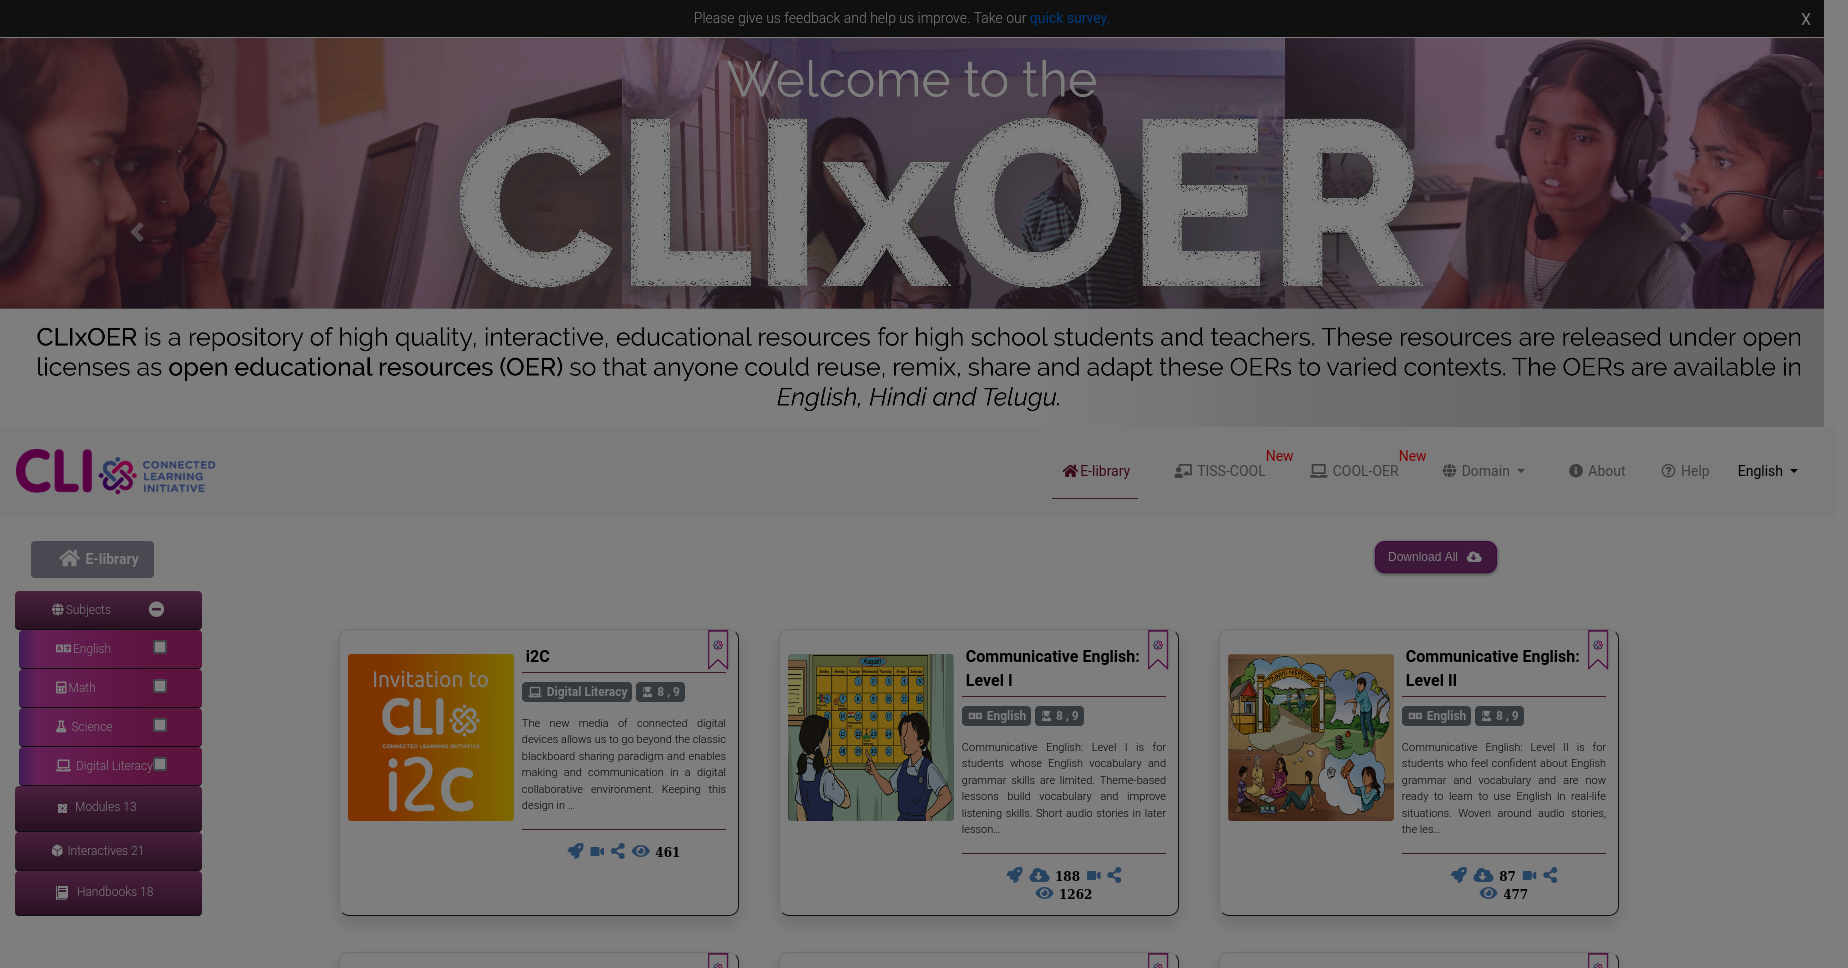 Please give us feedback and help us improve. Take our quick survey.
X
Welcome to the
CLIxOER
CLIxOER is a repository of high quality, interactive, educational resources for high school students and teachers. These resources are released under open
licenses as open educational resources (OER) so that anyone could reuse, remix, share and adapt these OERs to varied contexts. The OERs are available in
English, Hindi and Telugu.
CLI CONNECTED
LEARNING
INITIATIVE
E-library
TISS-COOL New
COOL-OER New
Domain
About
Help
English
E-library
Download All
Subjects
English
Math
Science
Digital Literacy
Modules 13
Interactives 21
Handbooks 18
Invitation to
CLI
CONNECTED LEARNING INITIATIVE
i2c
i2C
Digital Literacy 8 , 9
The new media of connected digital
devices allows us to go beyond the classic
blackboard sharing paradigm and enables
making and communication in a digital
collaborative environment. Keeping this
design in ...
461
August
Communicative English:
Level I
English 8 , 9
Communicative English: Level I is for
students whose English vocabulary and
grammar skills are limited. Theme-based
lessons build vocabulary and improve
listening skills. Short audio stories in later
lesson...
188
1262
Communicative English:
Level II
English 8 , 9
Communicative English: Level II is for
students who feel confident about English
grammar and vocabulary and are now
ready to learn to use English in real-life
situations. Woven around audio stories,
the les...
87
477